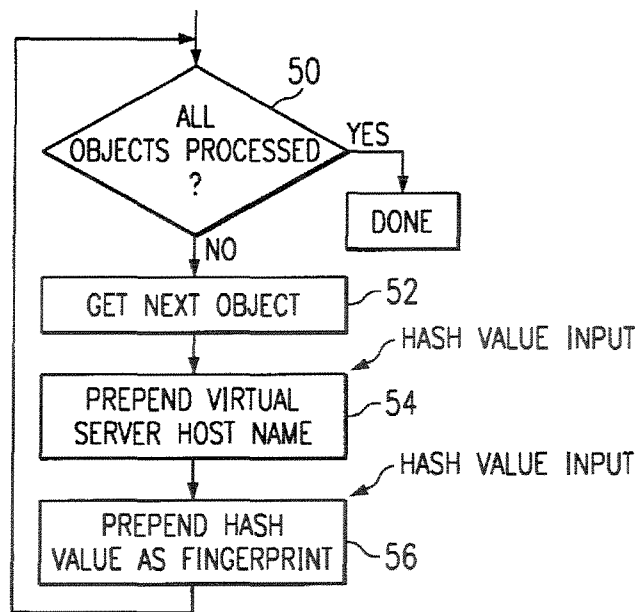 50
ALL
OBJECTS PROCESSED
?
YES
DONE
NO
GET NEXT OBJECT
52
HASH VALUE INPUT
PREPEND VIRTUAL
SERVER HOST NAME
54
HASH VALUE INPUT
PREPEND HASH
VALUE AS FINGERPRINT
56